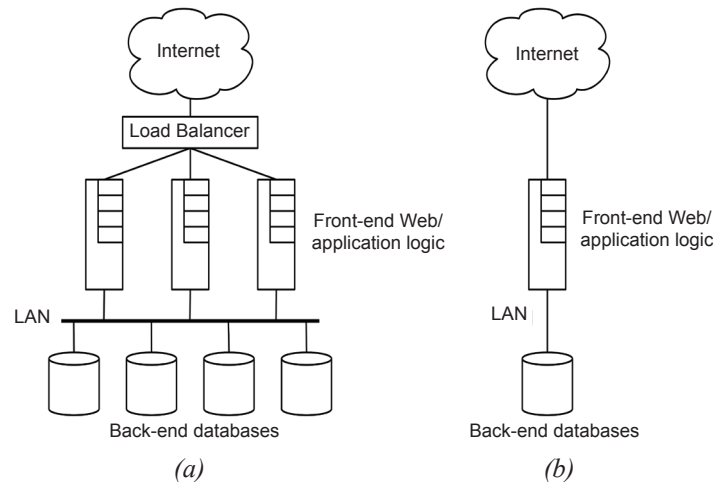 Internet
Load Balancer
Front-end Web/
application logic
LAN
Back-end databases
(a)
Internet
Front-end Web/
application logic
LAN
Back-end databases
(b)